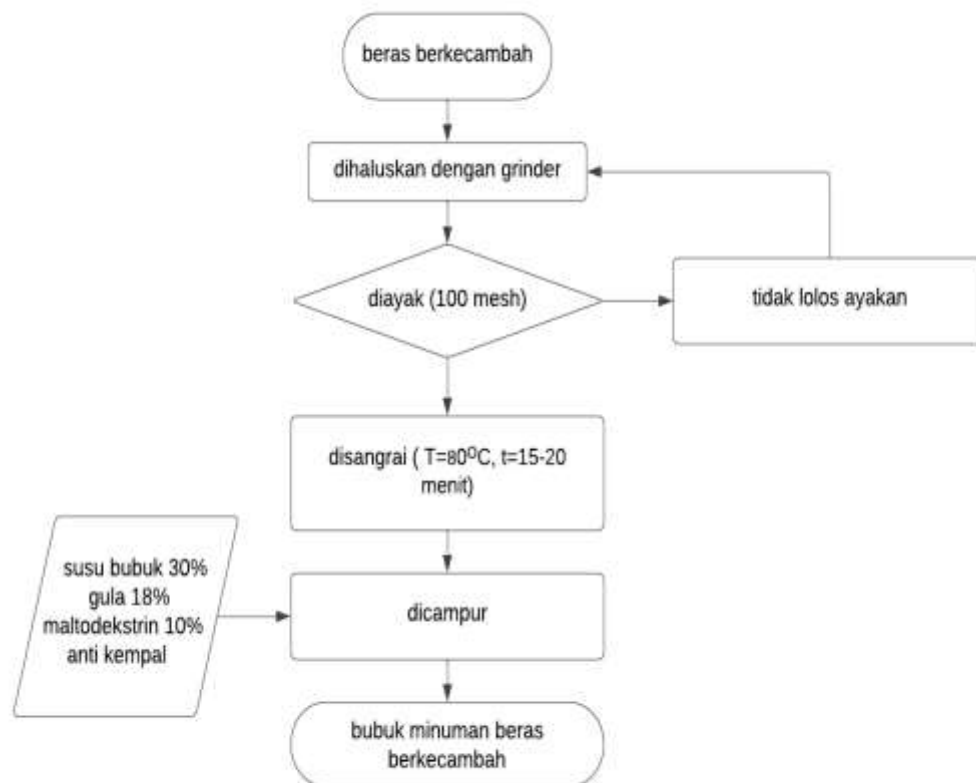 beras berkecambah
dihaluskan dengan grinder
diayak (100 mesh)
tidak lolos ayakan
disangrai ( T=80⁰C, t=15-20
menit)
susu bubuk 30%
gula 18%
maltodekstrin 10%
anti kempal
dicampur
bubuk minuman beras
berkecambah